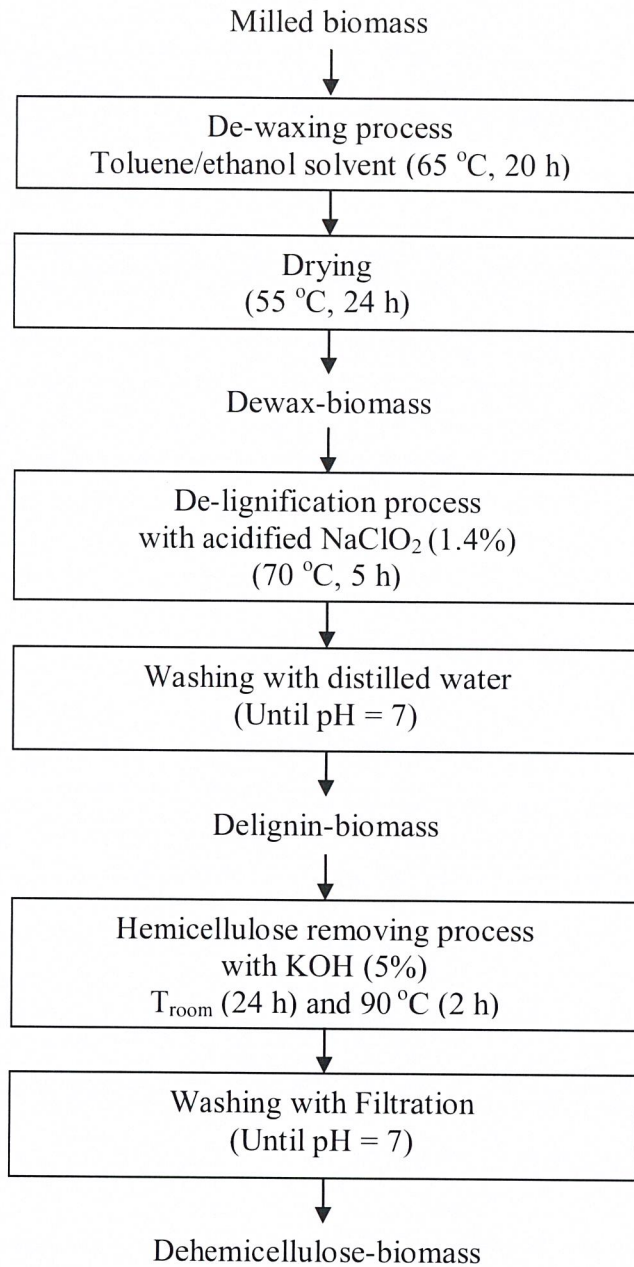 Milled biomass
De-waxing process
Toluene/ethanol solvent (65 °C, 20 h)
Drying
(55 °C, 24 h)
Dewax-biomass
De-lignification process
with acidified NaClO₂ (1.4%)
(70 °C, 5 h)
Washing with distilled water
(Until pH = 7)
Delignin-biomass
Hemicellulose removing process
with KOH (5%)
Tᵣₒₒₘ (24 h) and 90 °C (2 h)
Washing with Filtration
(Until pH = 7)
Dehemicellulose-biomass